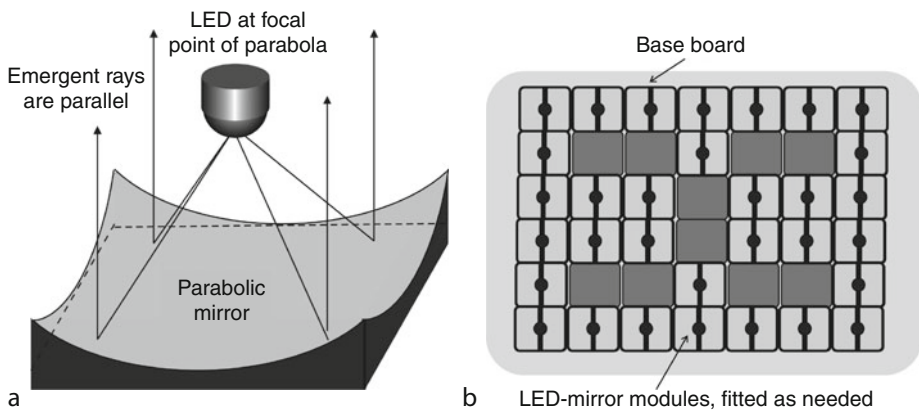 LED at focal
point of parabola
Emergent rays
are parallel
Parabolic
mirror
a
Base board
LED-mirror modules, fitted as needed
b